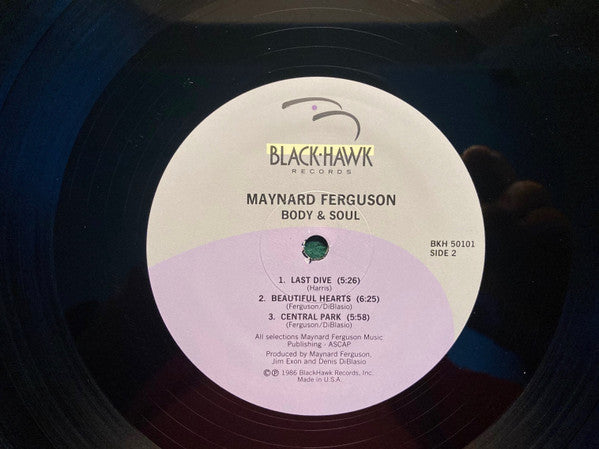 BLACK·HAWK
RECORDS
MAYNARD FERGUSON
BODY & SOUL
BKH 50101
SIDE 2
1. LAST DIVE (5:26)
(Harris)
2. BEAUTIFUL HEARTS (6:25)
(Ferguson/DiBlasio)
3. CENTRAL PARK (5:58)
(Ferguson/DiBlasio)
All selections Maynard Ferguson Music
Publishing - ASCAP
Produced by Maynard Ferguson,
Jim Exon and Denis DiBlasio
©℗ 1986 BlackHawk Records, Inc.
Made in U.S.A.